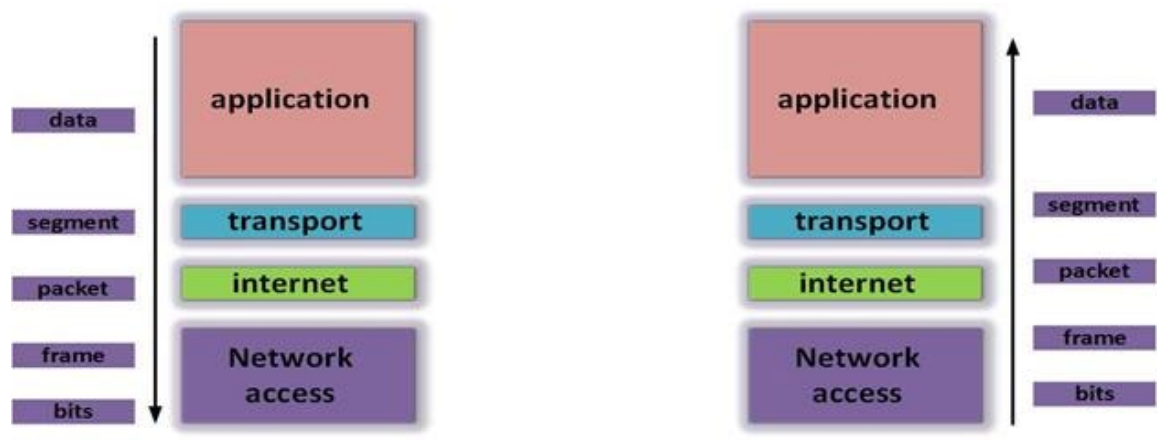 data
segment
packet
frame
bits
application
transport
internet
Network
access
application
transport
internet
Network
access
data
segment
packet
frame
bits